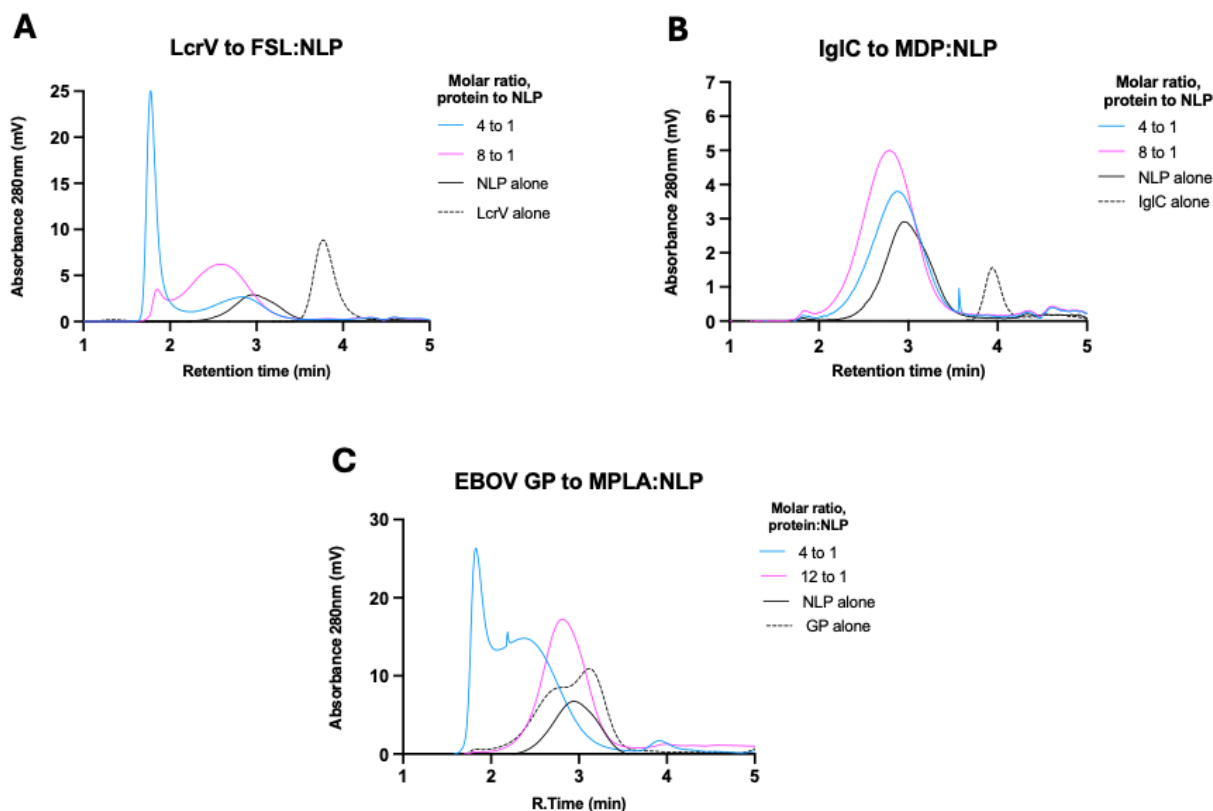 A
LcrV to FSL:NLP
Absorbance 280nm (mV)
25
20
15
10
5
0
1 2 3 4 5
Retention time (min)
Molar ratio,
protein to NLP
4 to 1
8 to 1
NLP alone
LcrV alone
B
IglC to MDP:NLP
Absorbance 280nm (mV)
7
6
5
4
3
2
1
0
1 2 3 4 5
Retention time (min)
Molar ratio,
protein to NLP
4 to 1
8 to 1
NLP alone
IglC alone
C
EBOV GP to MPLA:NLP
Absorbance 280nm (mV)
30
20
10
0
1 2 3 4 5
R.Time (min)
Molar ratio,
protein:NLP
4 to 1
12 to 1
NLP alone
GP alone